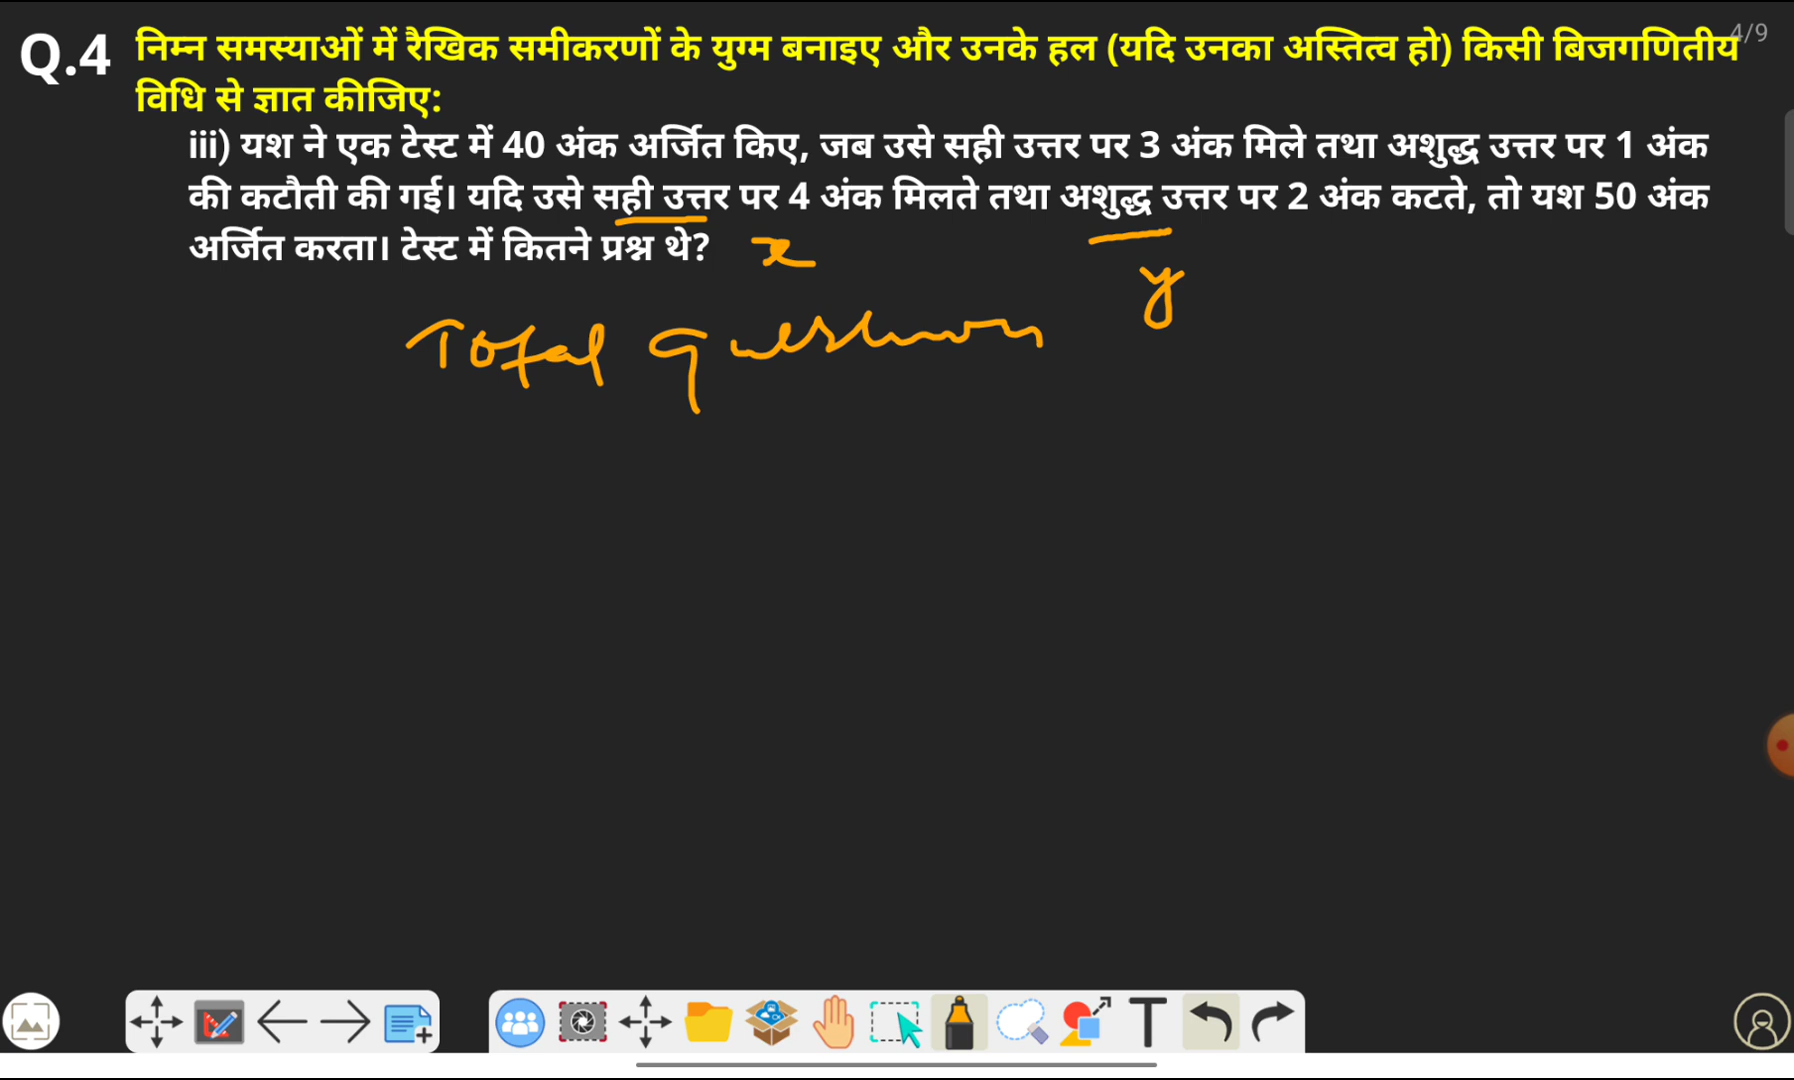 Q.4 निम्न समस्याओं में रैखिक समीकरणों के युग्म बनाइए और उनके हल (यदि उनका अस्तित्व हो) किसी बिजगणितीय 4/9
विधि से ज्ञात कीजिए:
iii) यश ने एक टेस्ट में 40 अंक अर्जित किए, जब उसे सही उत्तर पर 3 अंक मिले तथा अशुद्ध उत्तर पर 1 अंक
की कटौती की गई। यदि उसे सही उत्तर पर 4 अंक मिलते तथा अशुद्ध उत्तर पर 2 अंक कटते, तो यश 50 अंक
अर्जित करता। टेस्ट में कितने प्रश्न थे? x
y
Total questions
T